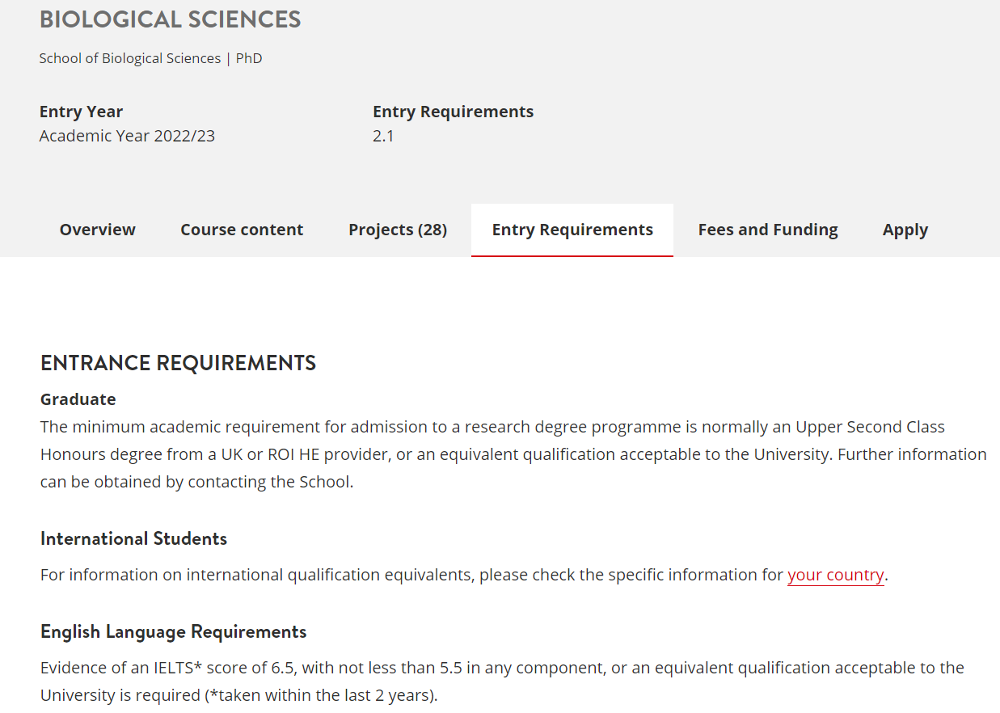 BIOLOGICAL SCIENCES
School of Biological Sciences | PhD
Entry Year
Academic Year 2022/23
Entry Requirements
2.1
Overview
Course content
Projects (28)
Entry Requirements
Fees and Funding
Apply
ENTRANCE REQUIREMENTS
Graduate
The minimum academic requirement for admission to a research degree programme is normally an Upper Second Class
Honours degree from a UK or ROI HE provider, or an equivalent qualification acceptable to the University. Further information
can be obtained by contacting the School.
International Students
For information on international qualification equivalents, please check the specific information for your country.
English Language Requirements
Evidence of an IELTS* score of 6.5, with not less than 5.5 in any component, or an equivalent qualification acceptable to the
University is required (*taken within the last 2 years).